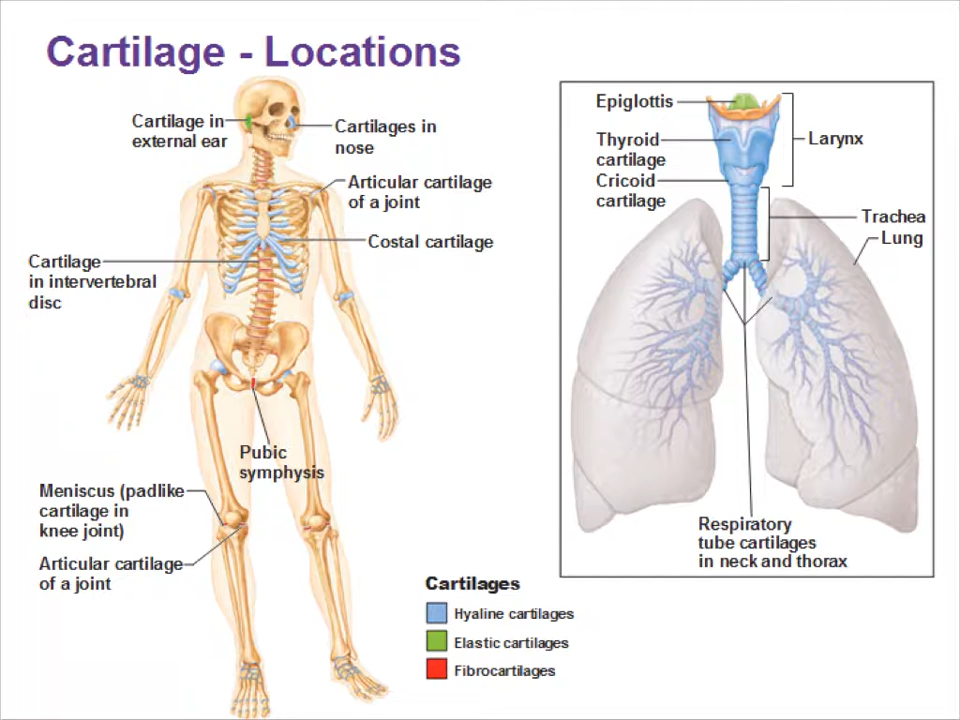 Cartilage - Locations
Cartilage in
external ear
Cartilages in
nose
Articular cartilage
of a joint
Costal cartilage
Cartilage
in intervertebral
disc
Pubic
symphysis
Meniscus (padlike
cartilage in
knee joint)
Articular cartilage
of a joint
Epiglottis
Thyroid
cartilage
Cricoid
cartilage
Larynx
Trachea
Lung
Respiratory
tube cartilages
in neck and thorax
Cartilages
Hyaline cartilages
Elastic cartilages
Fibrocartilages